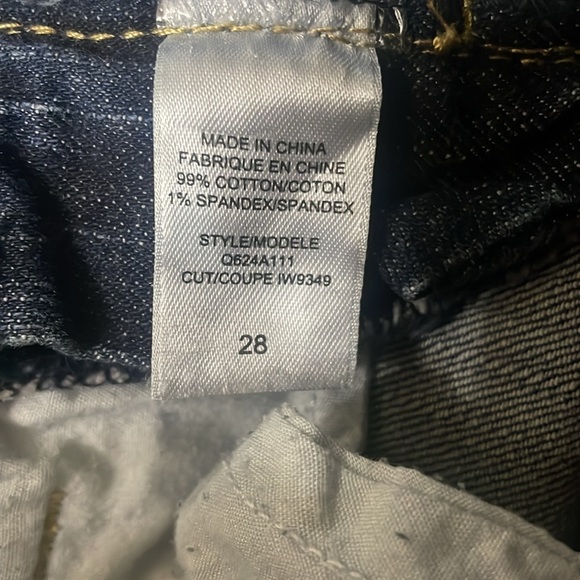 MADE IN CHINA
FABRIQUE EN CHINE
99% COTTON/COTON
1% SPANDEX/SPANDEX
STYLE/MODELE
Q624A111
CUT/COUPE IW9349
28